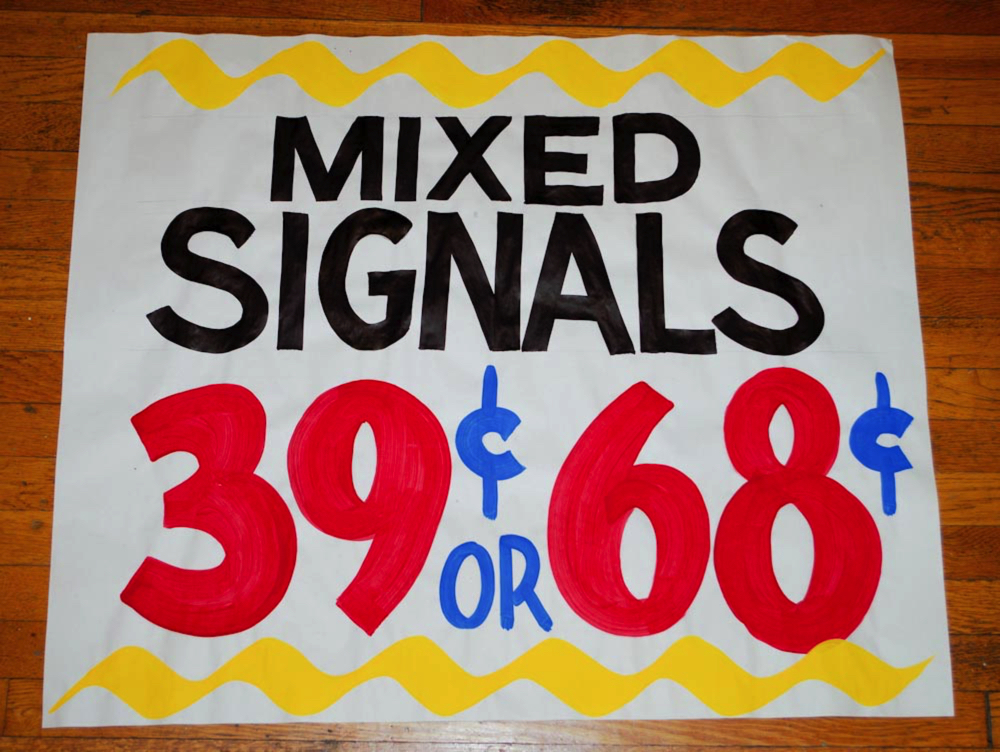 MIXED
SIGNALS
39¢ OR 68¢